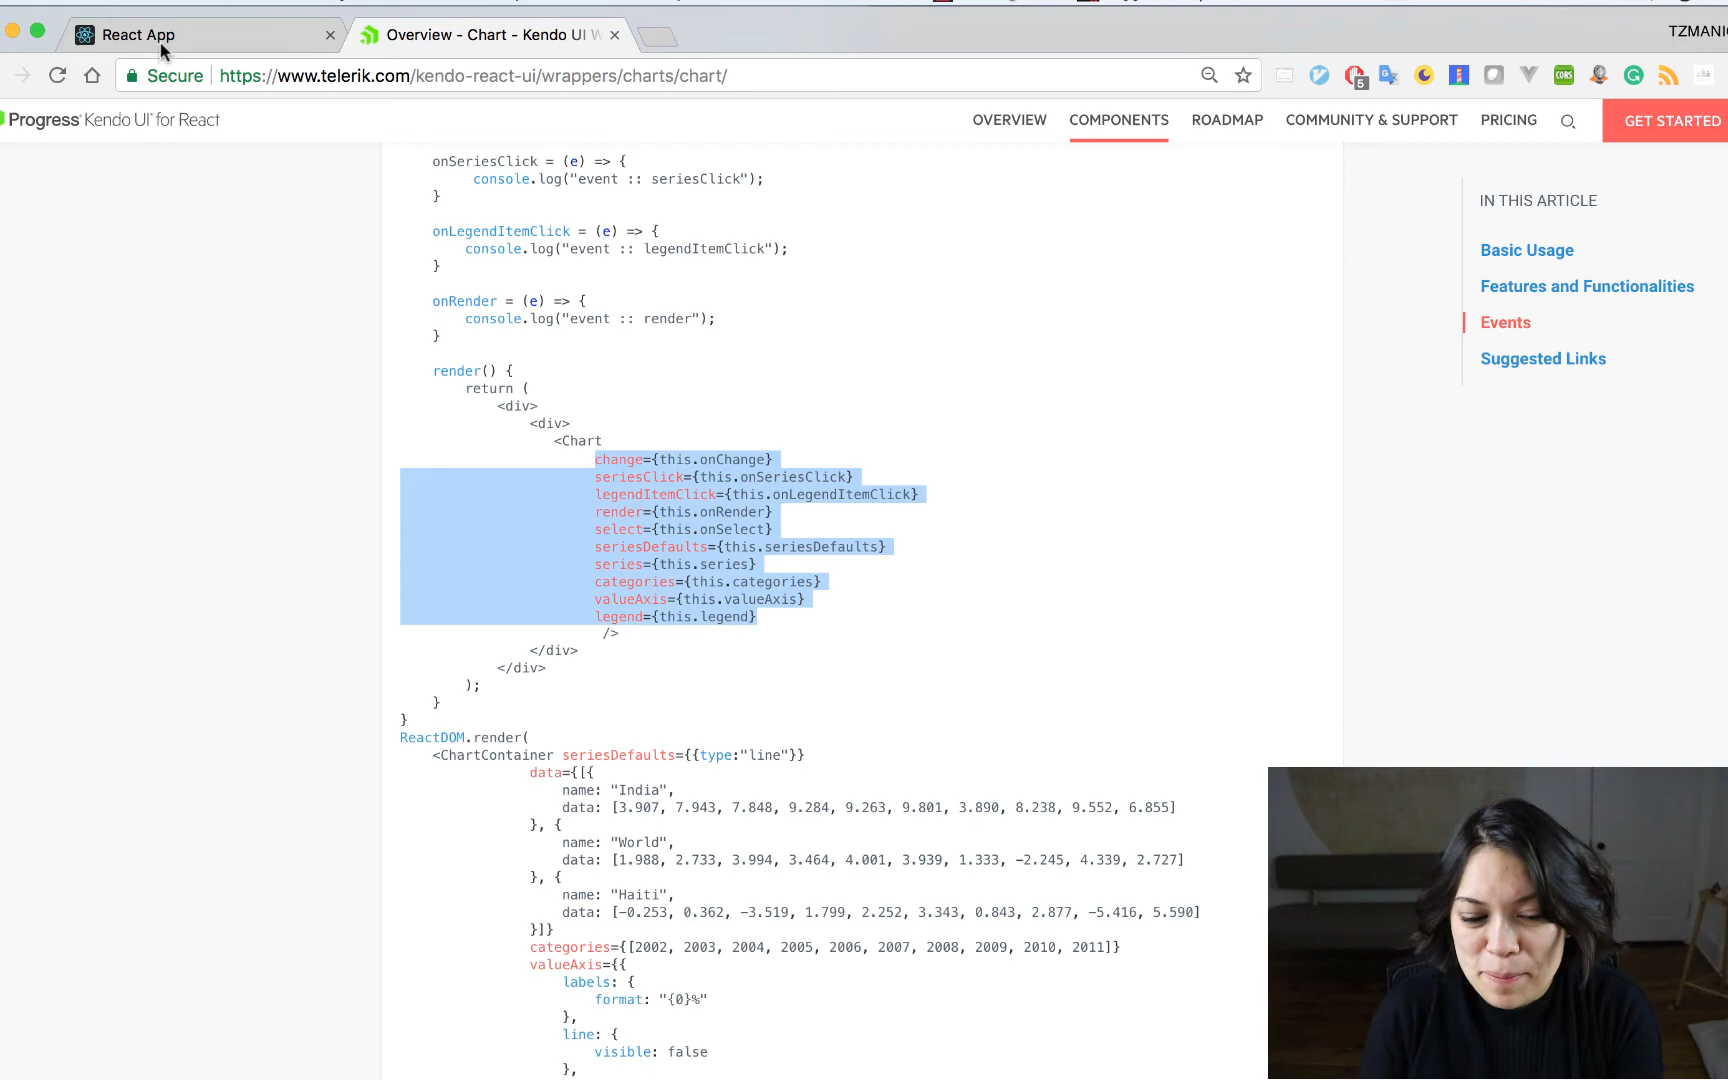 React App
Overview - Chart - Kendo UI W
TZMANI
Secure https://www.telerik.com/kendo-react-ui/wrappers/charts/chart/
5
CORS
Progress® Kendo UI® for React
OVERVIEW COMPONENTS ROADMAP COMMUNITY & SUPPORT PRICING GET STARTED
onSeriesClick = (e) => {
console.log("event :: seriesClick");
}
onLegendItemClick = (e) => {
console.log("event :: legendItemClick");
}
onRender = (e) => {
console.log("event :: render");
}
render() {
return (
<div>
<div>
<Chart
change={this.onChange}
seriesClick={this.onSeriesClick}
legendItemClick={this.onLegendItemClick}
render={this.onRender}
select={this.onSelect}
seriesDefaults={this.seriesDefaults}
series={this.series}
categories={this.categories}
valueAxis={this.valueAxis}
legend={this.legend}
/>
</div>
</div>
);
}
}
ReactDOM.render(
<ChartContainer seriesDefaults={{type:"line"}}
data={[{
name: "India",
data: [3.907, 7.943, 7.848, 9.284, 9.263, 9.801, 3.890, 8.238, 9.552, 6.855]
}, {
name: "World",
data: [1.988, 2.733, 3.994, 3.464, 4.001, 3.939, 1.333, -2.245, 4.339, 2.727]
}, {
name: "Haiti",
data: [-0.253, 0.362, -3.519, 1.799, 2.252, 3.343, 0.843, 2.877, -5.416, 5.590]
}]}
categories={[2002, 2003, 2004, 2005, 2006, 2007, 2008, 2009, 2010, 2011]}
valueAxis={{
labels: {
format: "{0}%"
},
line: {
visible: false
},
IN THIS ARTICLE
Basic Usage
Features and Functionalities
Events
Suggested Links